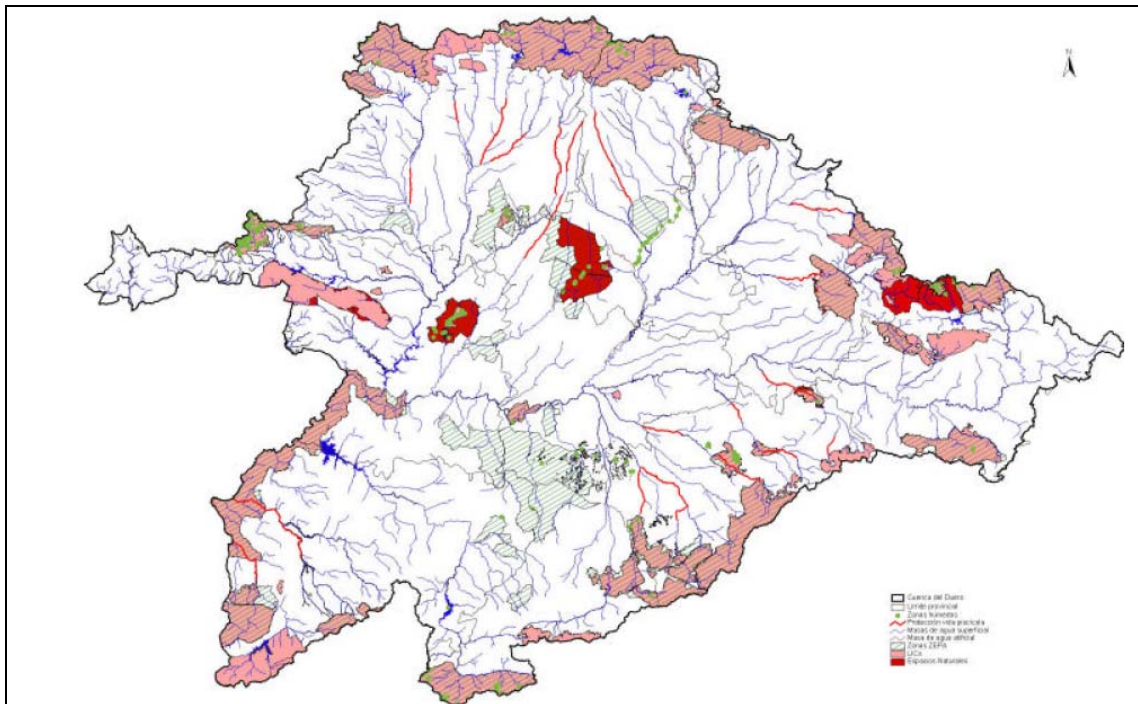 N
Cuenca del Duero
Límite provincial
Zonas húmedas
Protección vida piscícola
Masas de agua superficial
Masa de agua artificial
Zonas ZEPA
LICs
Espacios Naturales